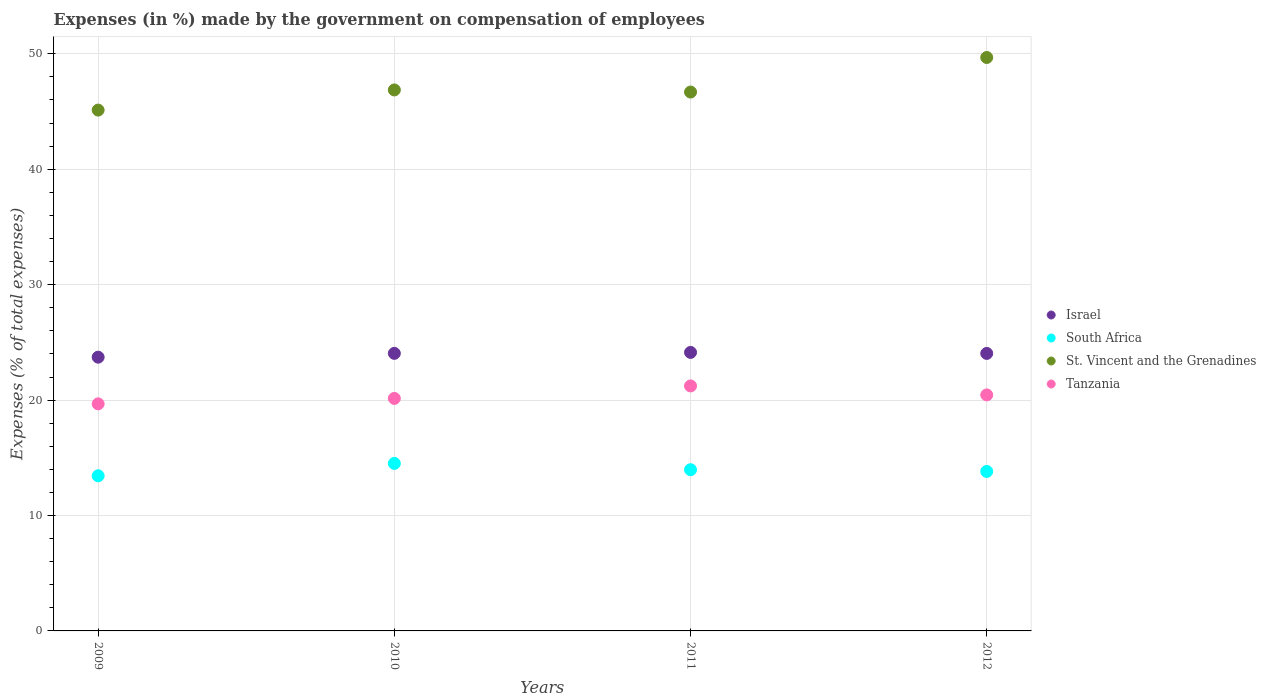 Expenses (in %) made by the government on compensation of employees
Expenses (% of total expenses)
50
40
30
20
10
0
2009
2010
2011
2012
Years
Israel
South Africa
St. Vincent and the Grenadines
Tanzania